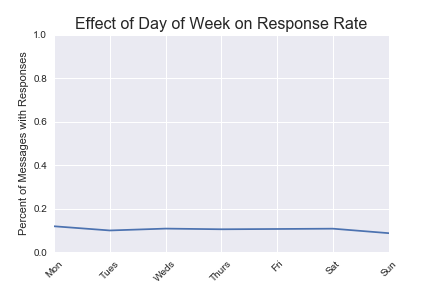 Effect of Day of Week on Response Rate
Percent of Messages with Responses
1.0
0.8
0.6
0.4
0.2
0.0
Mon
Tues
Weds
Thurs
Fri
Sat
Sun